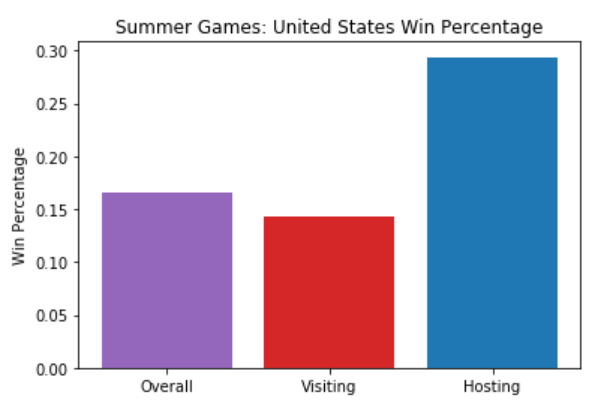 Summer Games: United States Win Percentage
Win Percentage
0.30
0.25
0.20
0.15
0.10
0.05
0.00
Overall Visiting Hosting